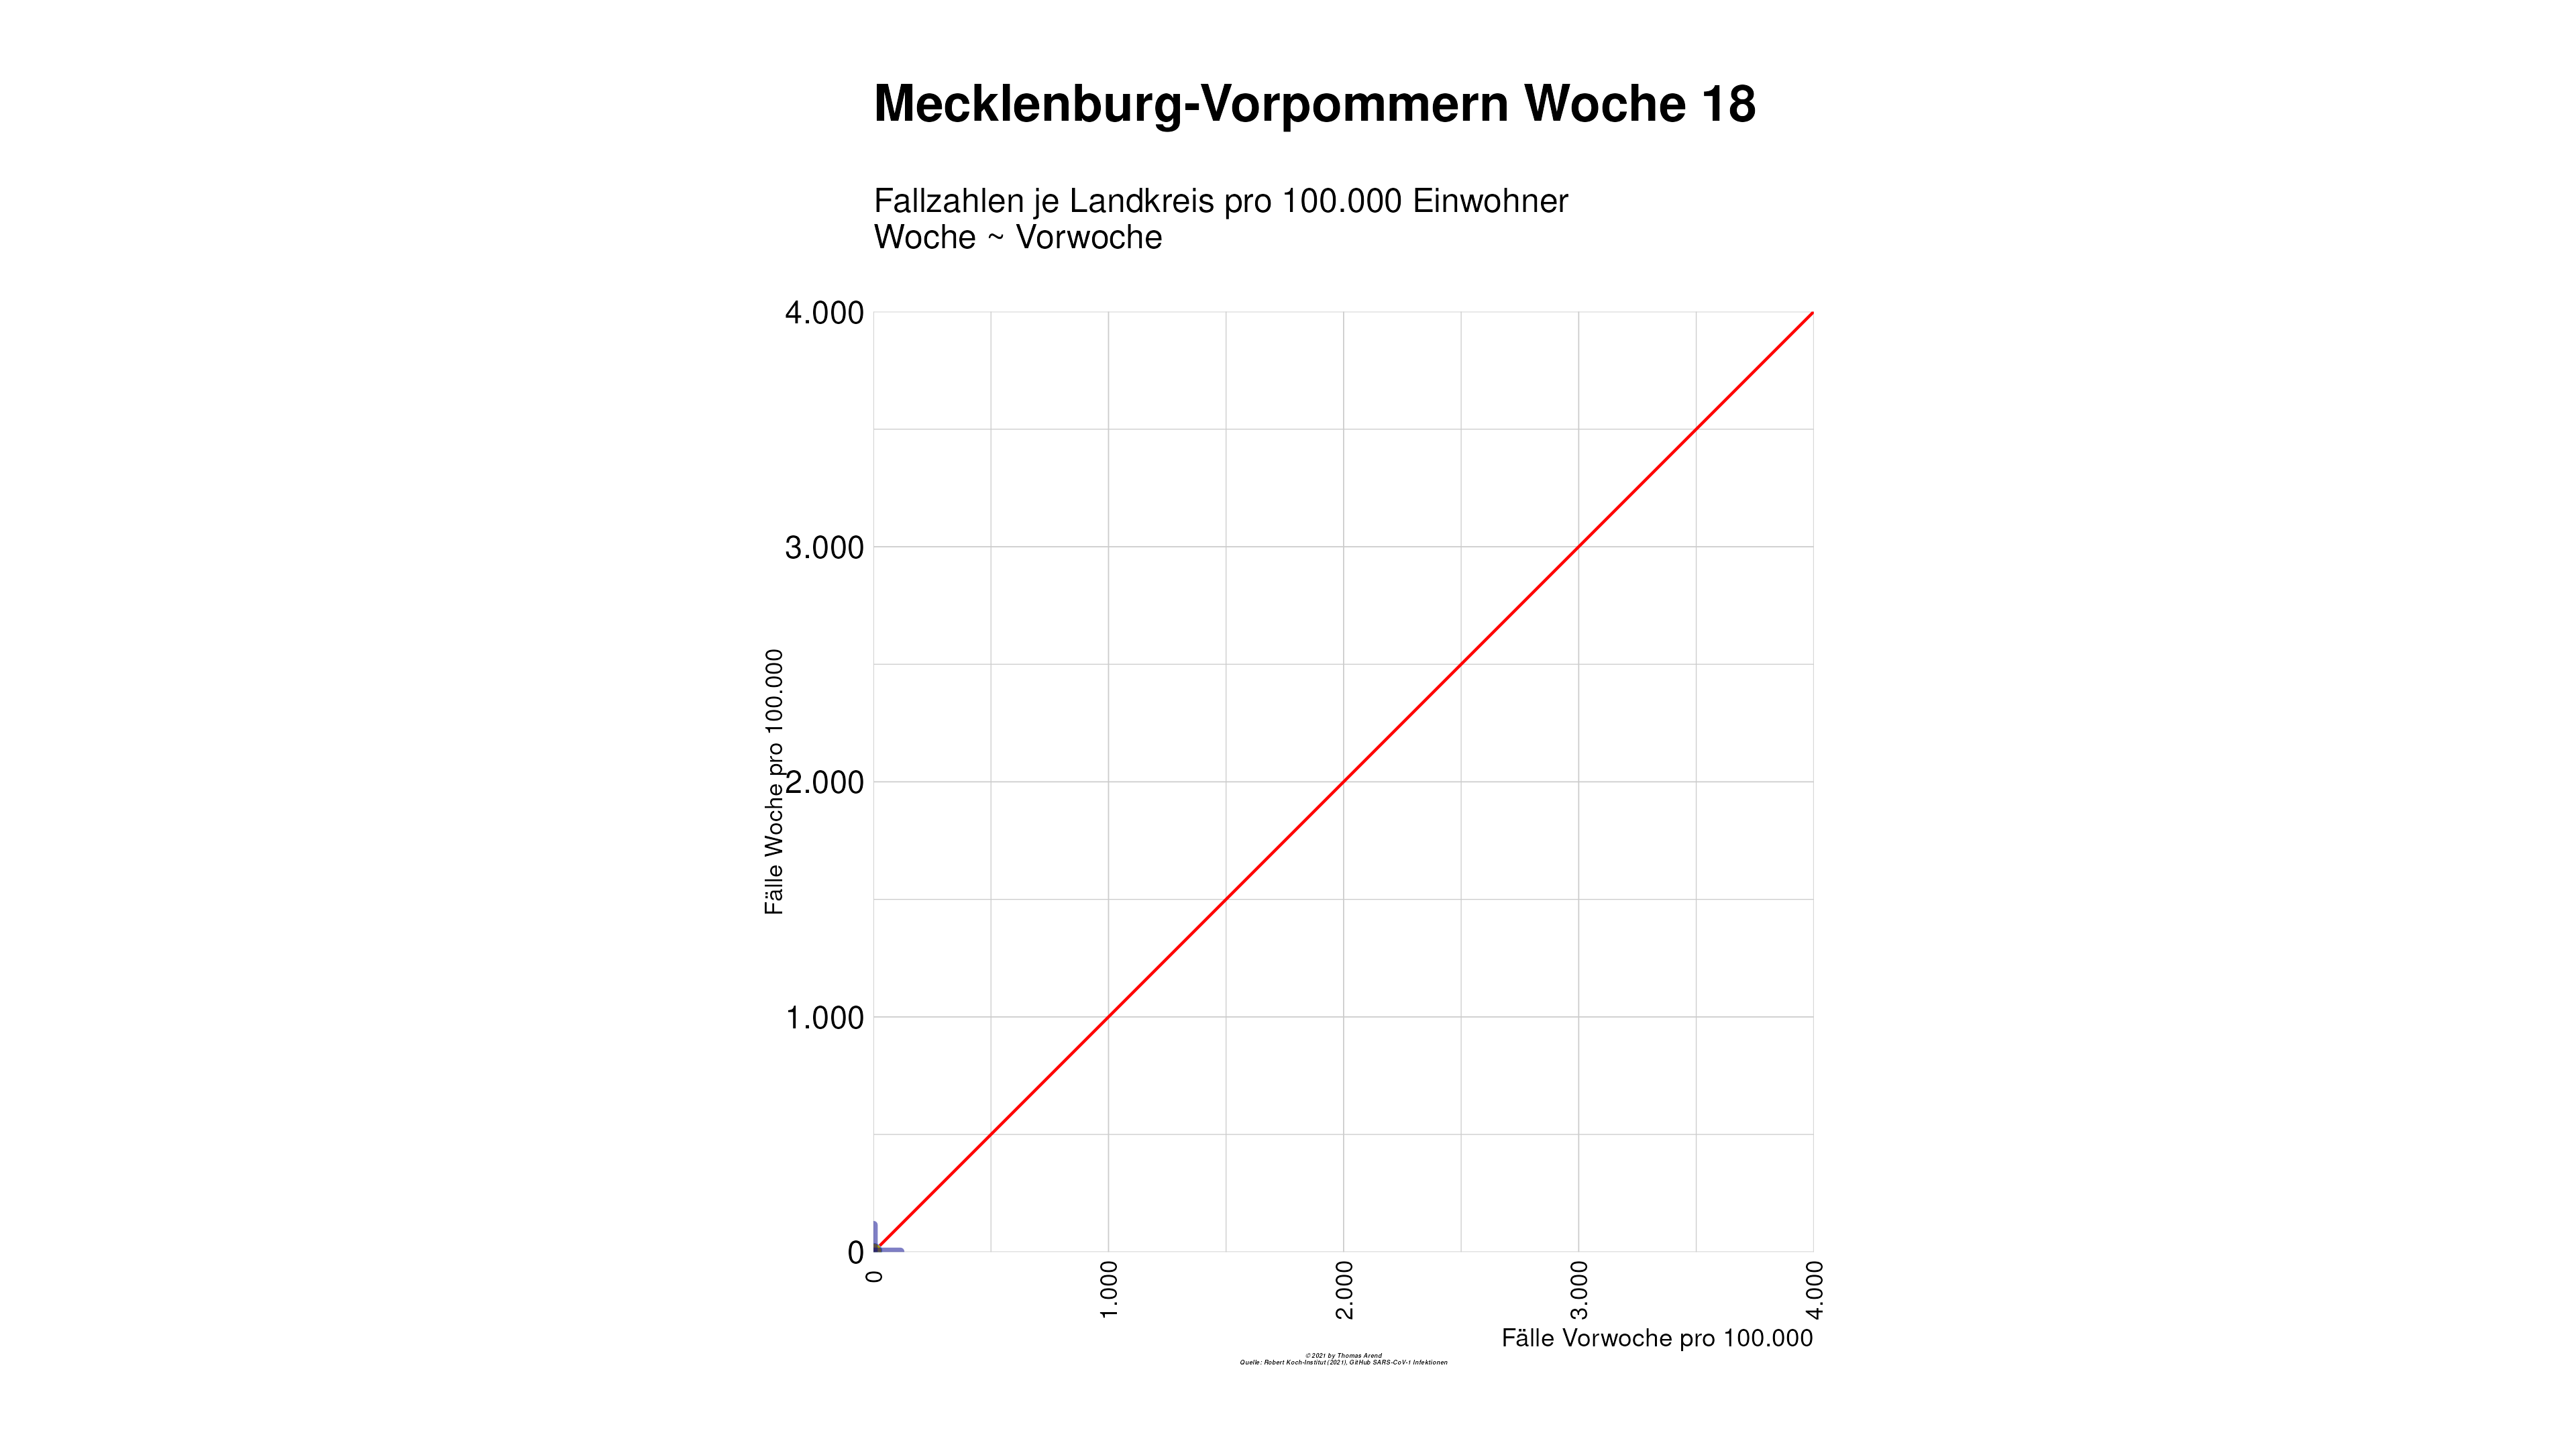 Mecklenburg-Vorpommern Woche 18
Fallzahlen je Landkreis pro 100.000 Einwohner
Woche ~ Vorwoche
4.000
3.000
2.000
1.000
0
Fälle Woche pro 100.000
0
1.000
2.000
3.000
4.000
Fälle Vorwoche pro 100.000
© 2021 by Thomas Arend
Quelle: Robert Koch-Institut (2021), GitHub SARS-CoV-1 Infektionen